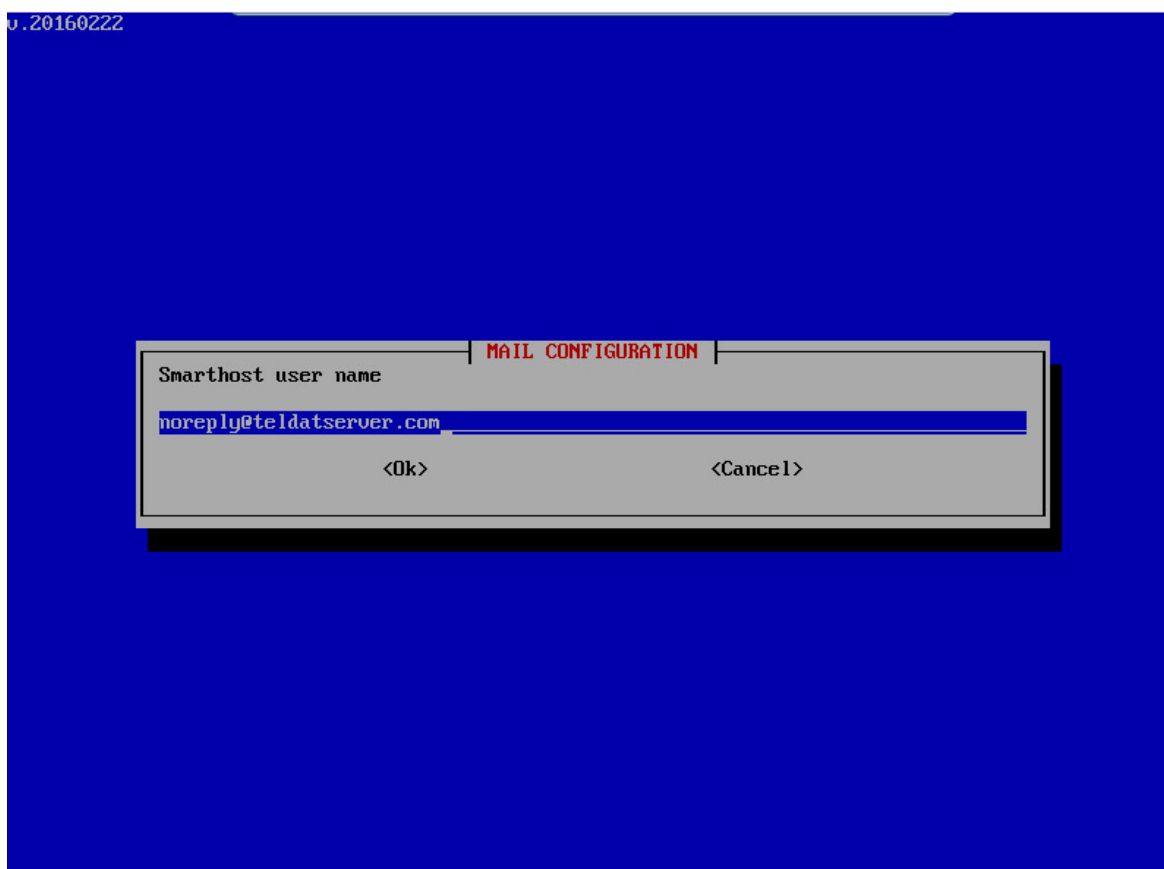 v.20160222
MAIL CONFIGURATION
Smarthost user name
noreply@teldatserver.com
<Ok> <Cancel>